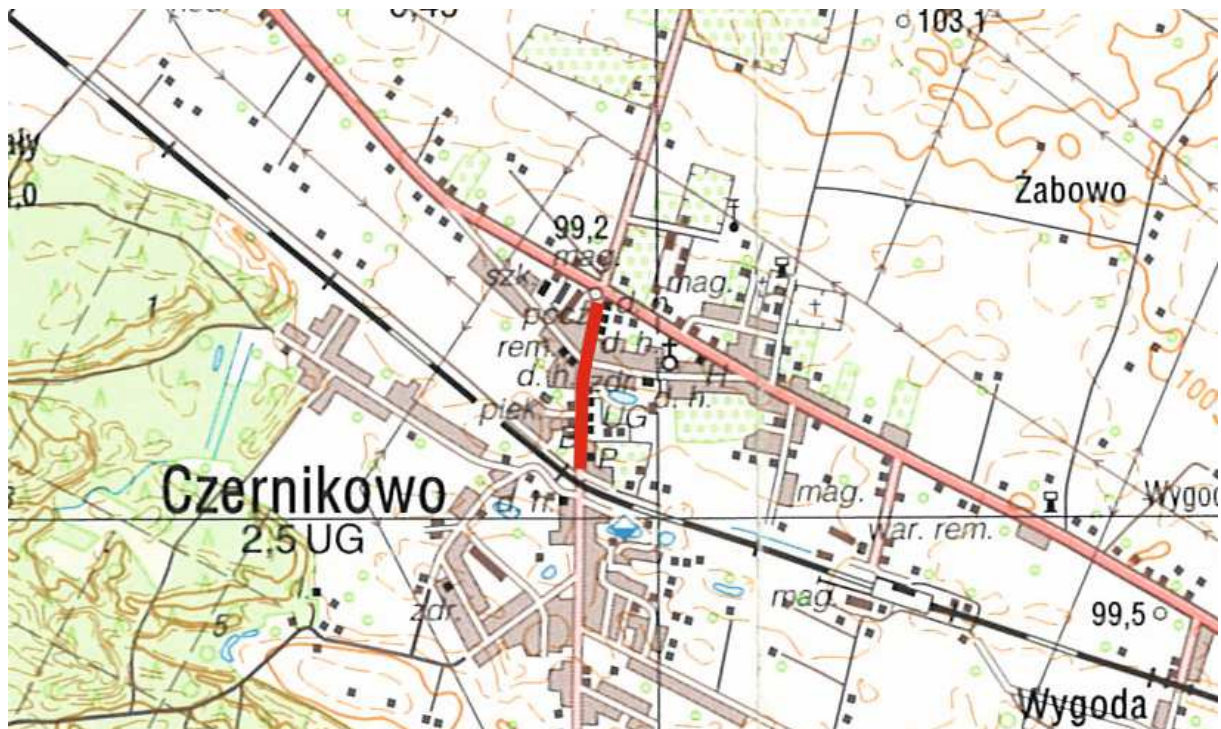 103,1
Żabowo
99,2
mag.
szk.
mag.
d. h.
rem.
d. h.
d. h.
zdr.
d. h.
piek.
UG
P
Czernikowo
2,5 UG
d. h.
mag.
war. rem.
1
5
zdr.
mag.
99,5
Wygoda